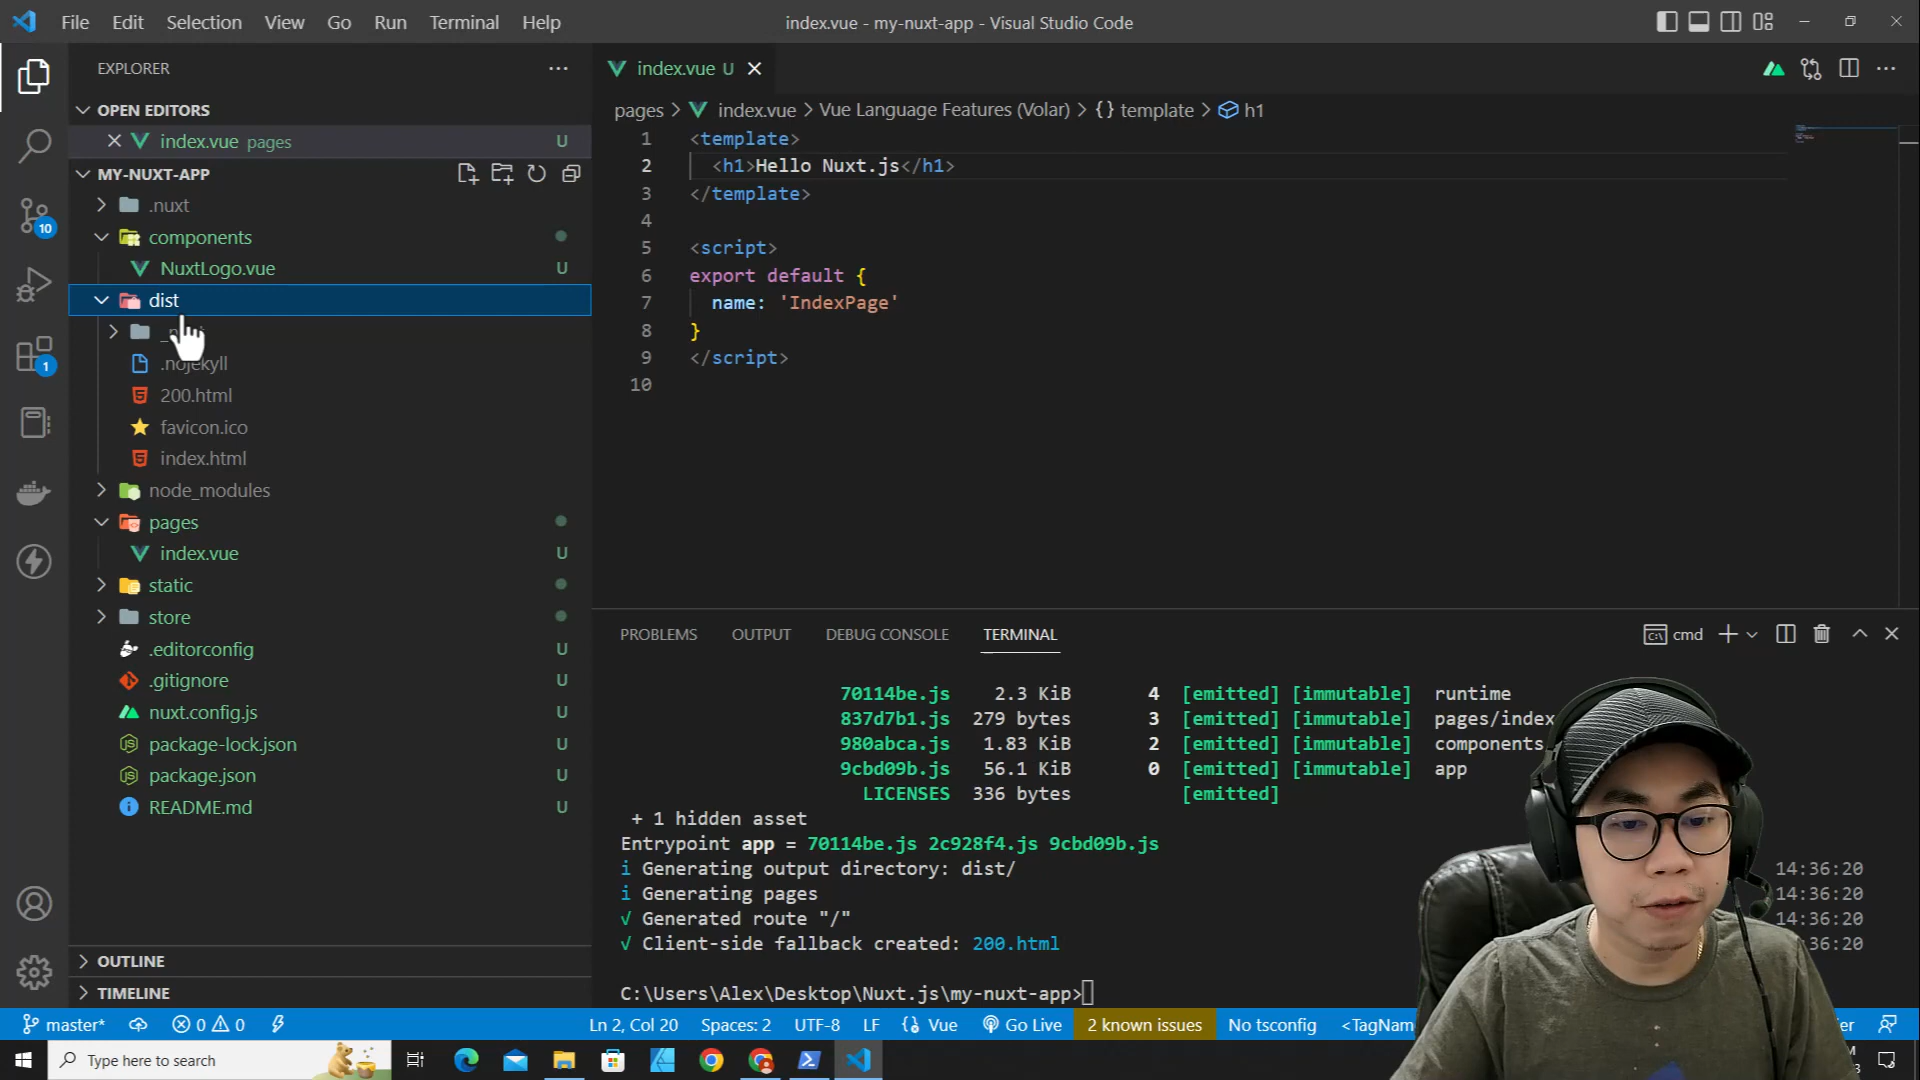 File Edit Selection View Go Run Terminal Help
index.vue - my-nuxt-app - Visual Studio Code
EXPLORER
OPEN EDITORS
index.vue pages U
MY-NUXT-APP
.nuxt
components
NuxtLogo.vue U
dist
.nojekyll
200.html
favicon.ico
index.html
node_modules
pages
index.vue U
static
store
.editorconfig U
.gitignore U
nuxt.config.js U
package-lock.json U
package.json U
README.md U
OUTLINE
TIMELINE
10
1
index.vue U
pages > index.vue > Vue Language Features (Volar) > {} template > h1
1 <template>
2 <h1>Hello Nuxt.js</h1>
3 </template>
4
5 <script>
6 export default {
7 name: 'IndexPage'
8 }
9 </script>
10
PROBLEMS OUTPUT DEBUG CONSOLE TERMINAL
cmd
70114be.js 2.3 KiB 4 [emitted] [immutable] runtime
837d7b1.js 279 bytes 3 [emitted] [immutable] pages/index
980abca.js 1.83 KiB 2 [emitted] [immutable] components
9cbd09b.js 56.1 KiB 0 [emitted] [immutable] app
LICENSES 336 bytes [emitted]
+ 1 hidden asset
Entrypoint app = 70114be.js 2c928f4.js 9cbd09b.js
i Generating output directory: dist/ 14:36:20
i Generating pages 14:36:20
√ Generated route "/" 14:36:20
√ Client-side fallback created: 200.html :36:20
C:\Users\Alex\Desktop\Nuxt.js\my-nuxt-app>
master* 0 0 Ln 2, Col 20 Spaces: 2 UTF-8 LF Vue Go Live 2 known issues No tsconfig <TagNam
Type here to search